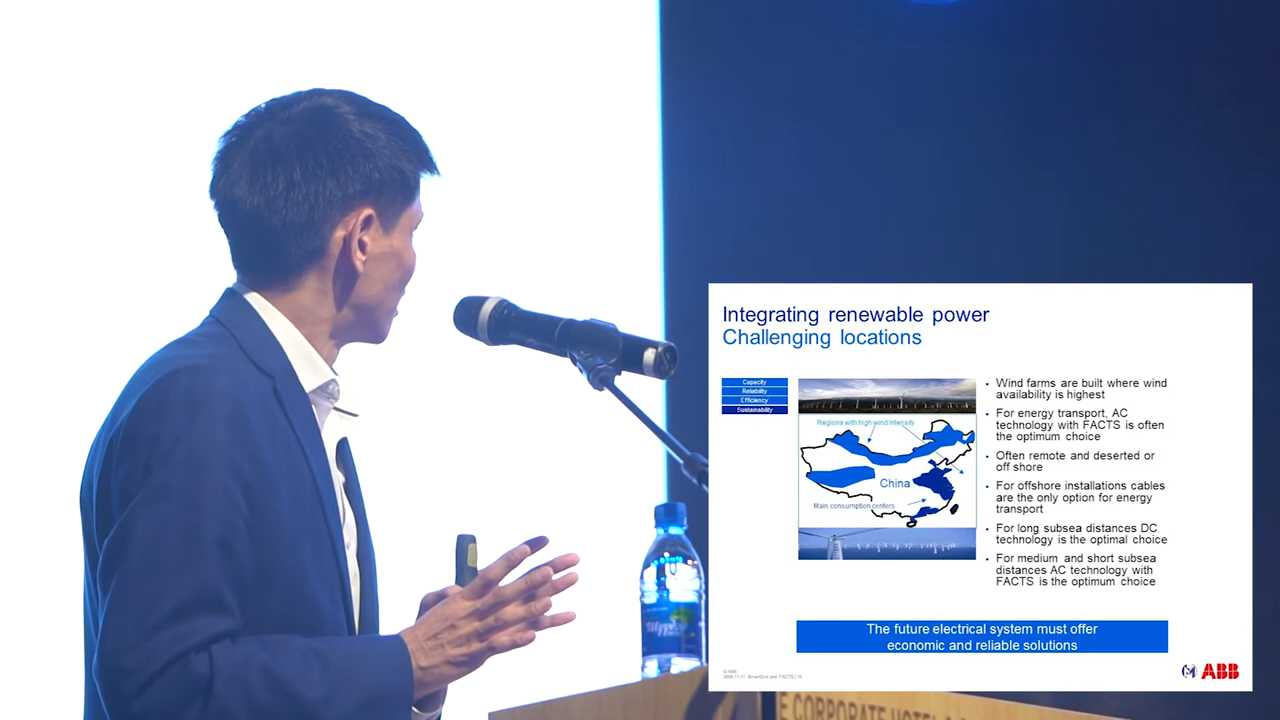 Integrating renewable power
Challenging locations
Capacity
Reliability
Efficiency
Sustainability
Regions with high wind intensity
China
Main consumption centers
• Wind farms are built where wind
availability is highest
• For energy transport, AC
technology with FACTS is often
the optimum choice
• Often remote and deserted or
off shore
• For offshore installations cables
are the only option for energy
transport
• For long subsea distances DC
technology is the optimal choice
• For medium and short subsea
distances AC technology with
FACTS is the optimum choice
The future electrical system must offer
economic and reliable solutions
ABB
E CORPORATE HOTEL